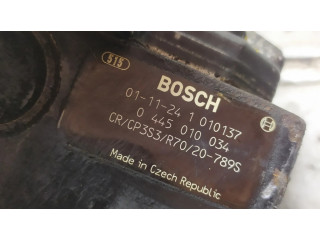 515
BOSCH
01-11-24 1 010137
0 445 010 034
CR/CP3S3/R70/20-789S
Made in Czech Republic